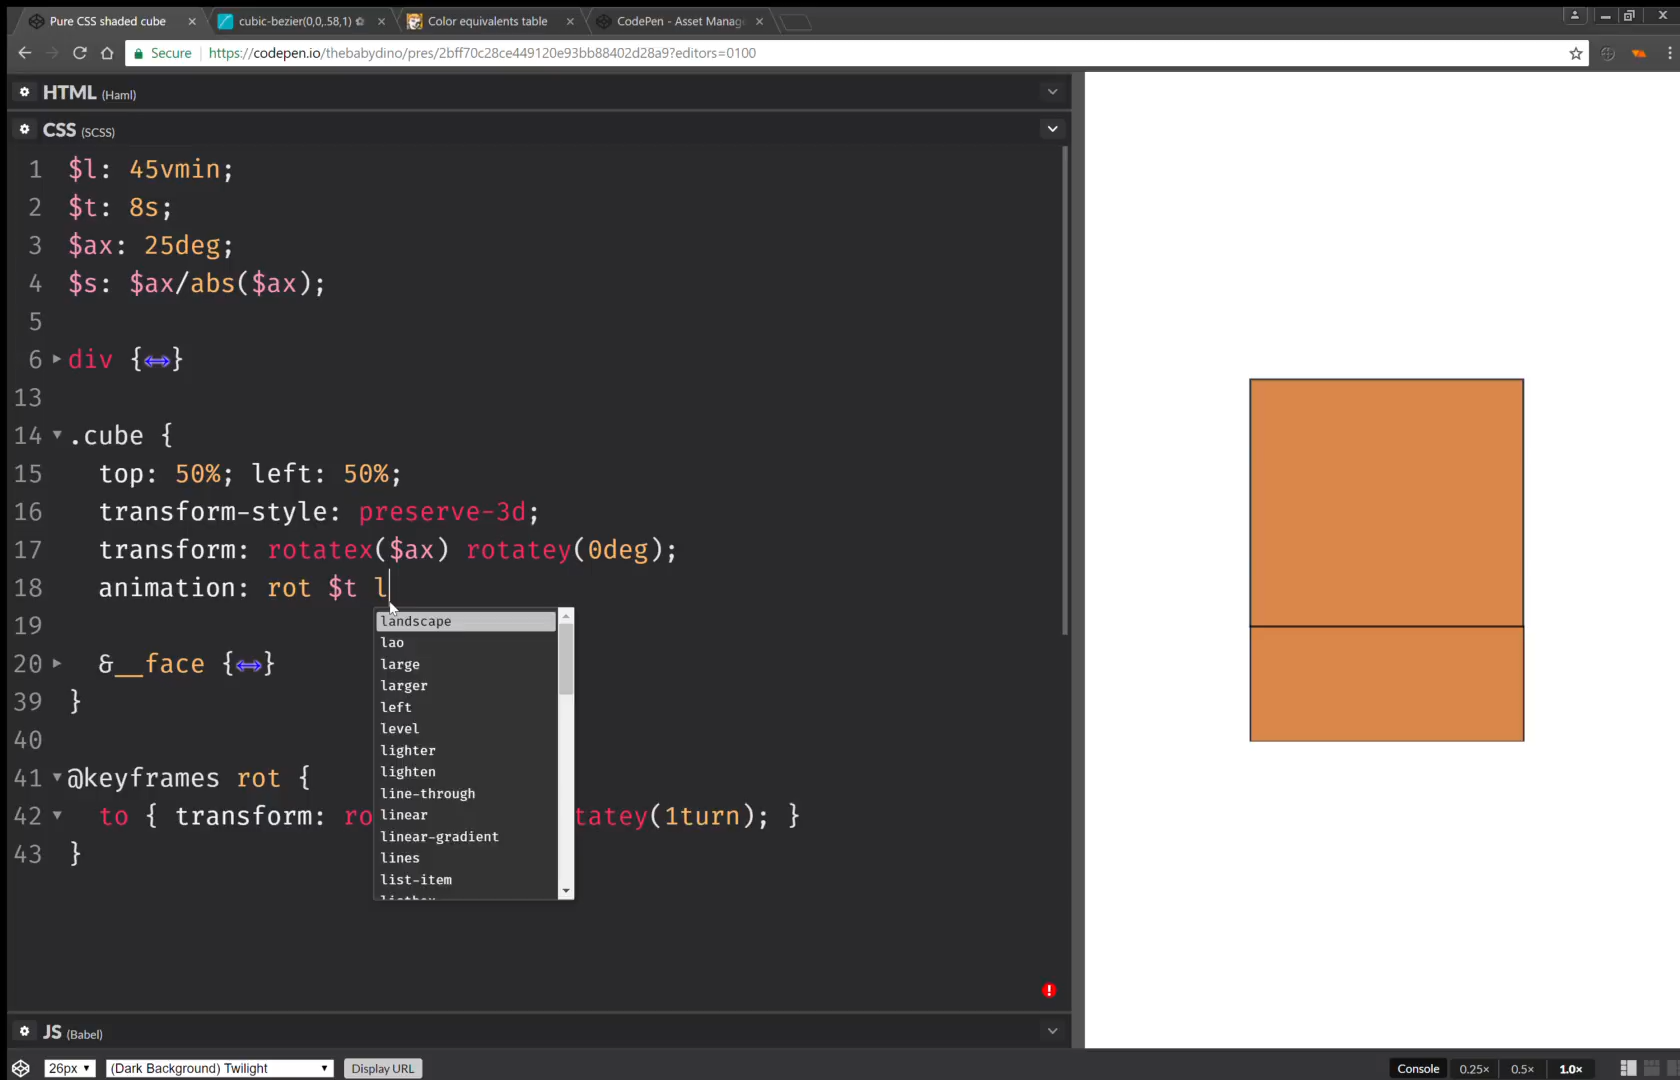 Pure CSS shaded cube
cubic-bezier(0,0,.58,1)
Color equivalents table
CodePen - Asset Manag
Secure
https://codepen.io/thebabydino/pres/2bff70c28ce449120e93bb88402d28a9?editors=0100
HTML (Haml)
CSS (SCSS)
1 $l: 45vmin;
2 $t: 8s;
3 $ax: 25deg;
4 $s: $ax/abs($ax);
5
6 div {↔}
13
14 .cube {
15 top: 50%; left: 50%;
16 transform-style: preserve-3d;
17 transform: rotatex($ax) rotatey(0deg);
18 animation: rot $t l
19
20 &__face {↔}
39 }
40
41 @keyframes rot {
42 to { transform: ro tatey(1turn); }
43 }
landscape
lao
large
larger
left
level
lighter
lighten
line-through
linear
linear-gradient
lines
list-item
JS (Babel)
26px
(Dark Background) Twilight
Display URL
Console
0.25×
0.5×
1.0×